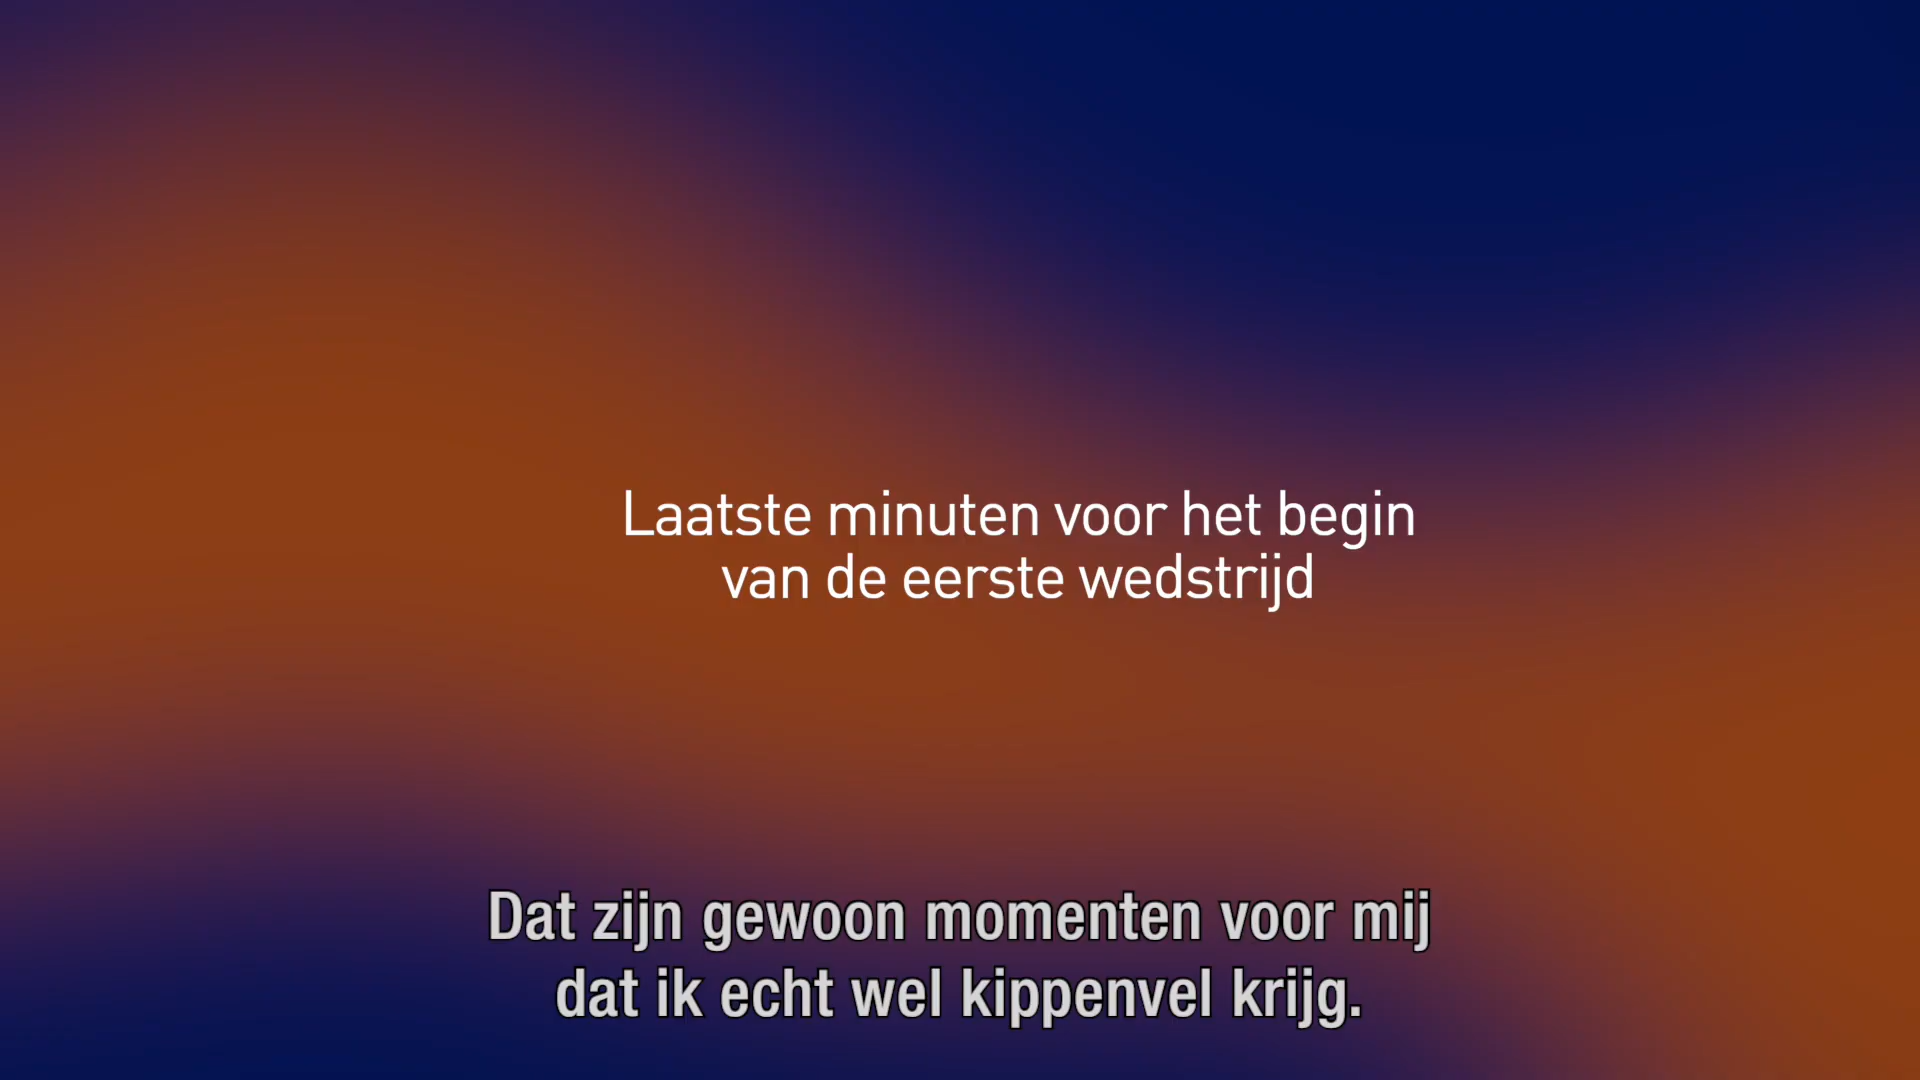 Laatste minuten voor het begin
van de eerste wedstrijd
Dat zijn gewoon momenten voor mij
dat ik echt wel kippenvel krijg.